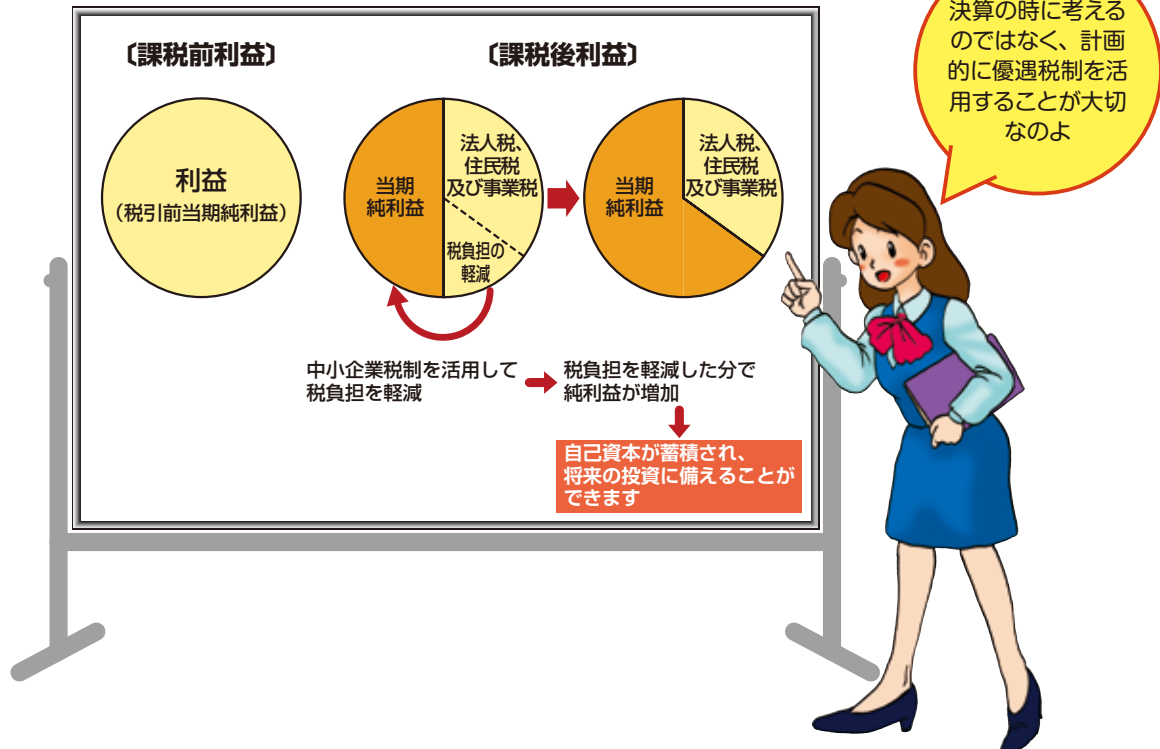 決算の時に考える
のではなく、計画
的に優遇税制を活
用することが大切
なのよ
〔課税前利益〕
〔課税後利益〕
利益
（税引前当期純利益）
当期
純利益
法人税、
住民税
及び事業税
税負担の
軽減
当期
純利益
法人税、
住民税
及び事業税
中小企業税制を活用して
税負担を軽減
税負担を軽減した分で
純利益が増加
自己資本が蓄積され、
将来の投資に備えることが
できます